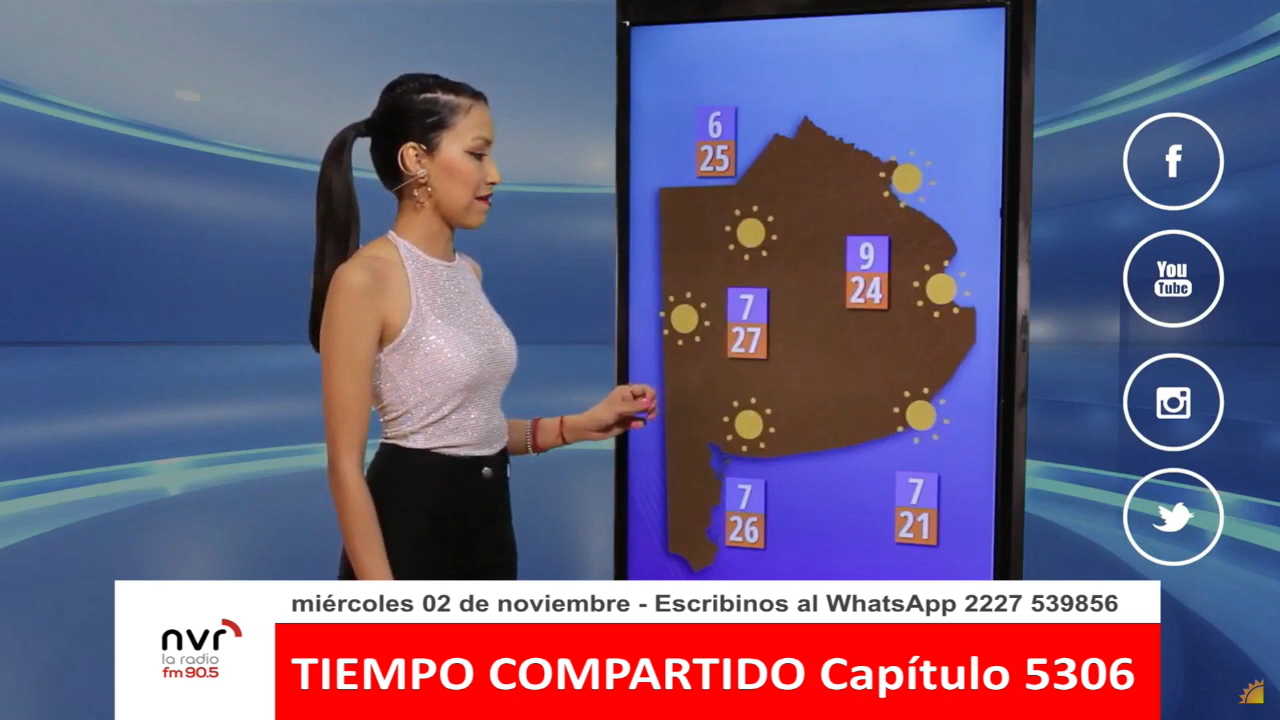 6
25
9
24
7
27
7
26
7
21
f
You
Tube
miércoles 02 de noviembre - Escribinos al WhatsApp 2227 539856
nvr
la radio
fm 90.5
TIEMPO COMPARTIDO Capítulo 5306